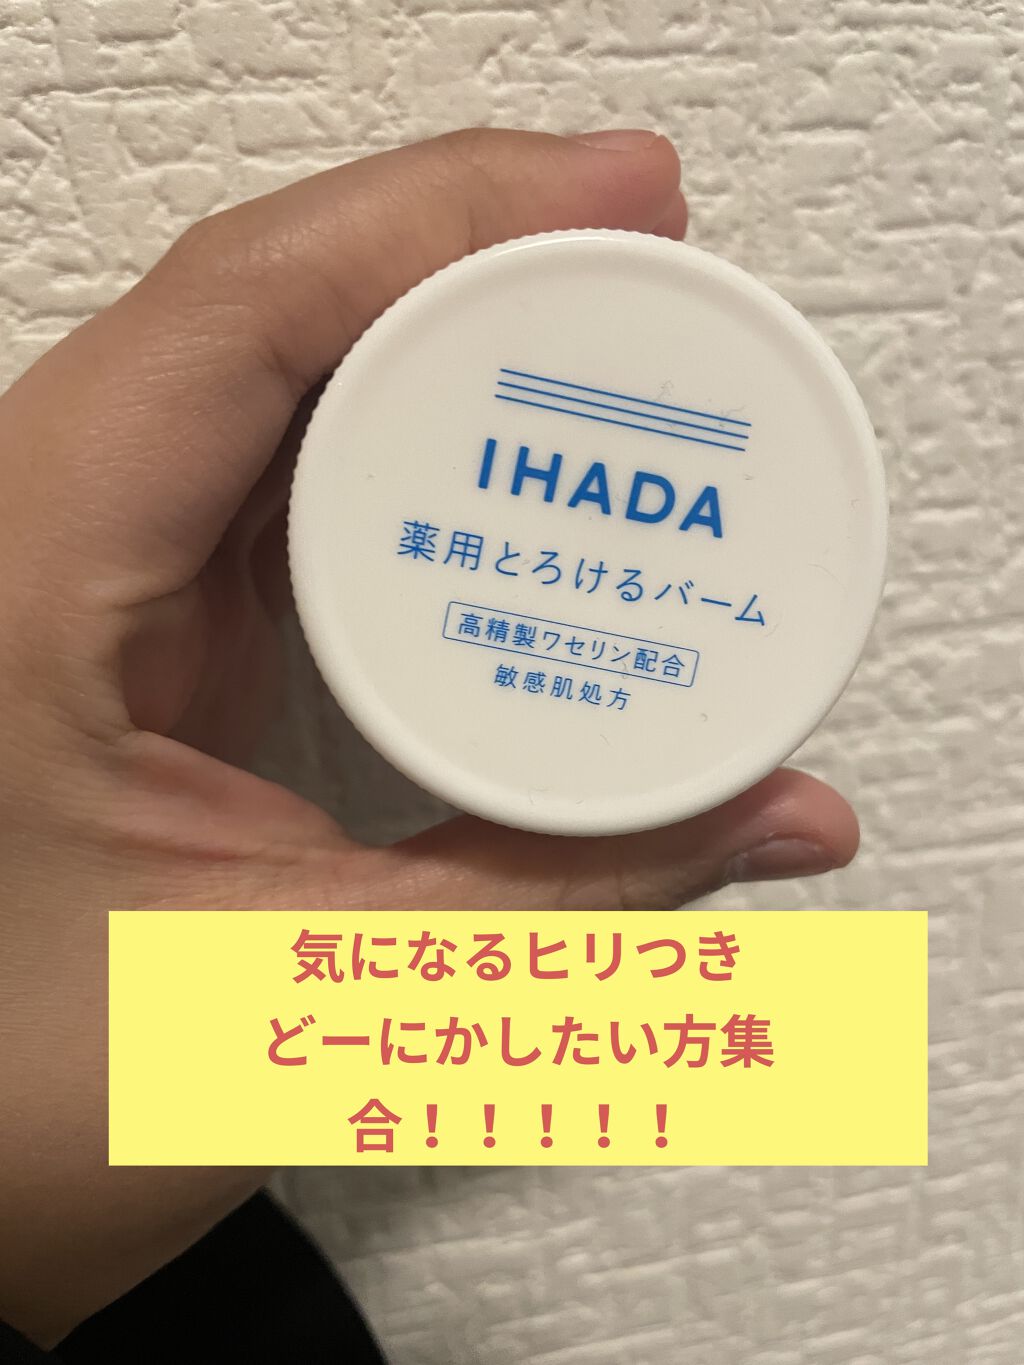 IHADA
薬用とろけるバーム
高精製ワセリン配合
敏感肌処方
気になるヒリつき
どーにかしたい方集
合！！！！！